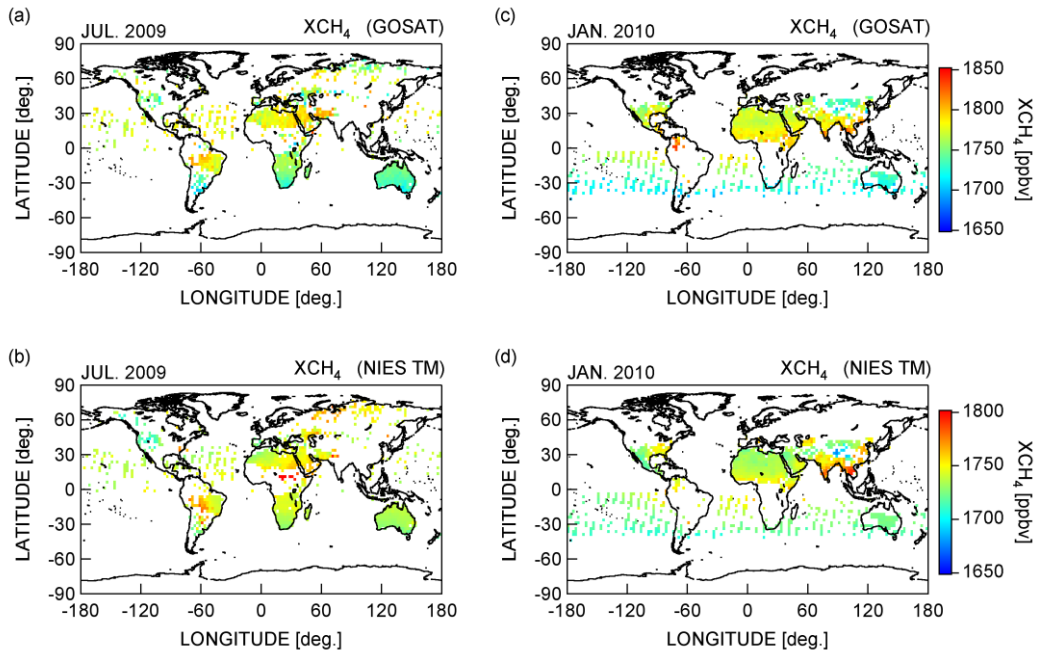 (a)
JUL. 2009 XCH₄ (GOSAT)
90
60
30
0
-30
-60
-90
LATITUDE [deg.]
-180 -120 -60 0 60 120 180
LONGITUDE [deg.]
(c)
JAN. 2010 XCH₄ (GOSAT)
90
60
30
0
-30
-60
-90
LATITUDE [deg.]
-180 -120 -60 0 60 120 180
LONGITUDE [deg.]
1850
1800
1750
1700
1650
XCH₄ [ppbv]
(b)
JUL. 2009 XCH₄ (NIES TM)
90
60
30
0
-30
-60
-90
LATITUDE [deg.]
-180 -120 -60 0 60 120 180
LONGITUDE [deg.]
(d)
JAN. 2010 XCH₄ (NIES TM)
90
60
30
0
-30
-60
-90
LATITUDE [deg.]
-180 -120 -60 0 60 120 180
LONGITUDE [deg.]
1800
1750
1700
1650
XCH₄ [ppbv]